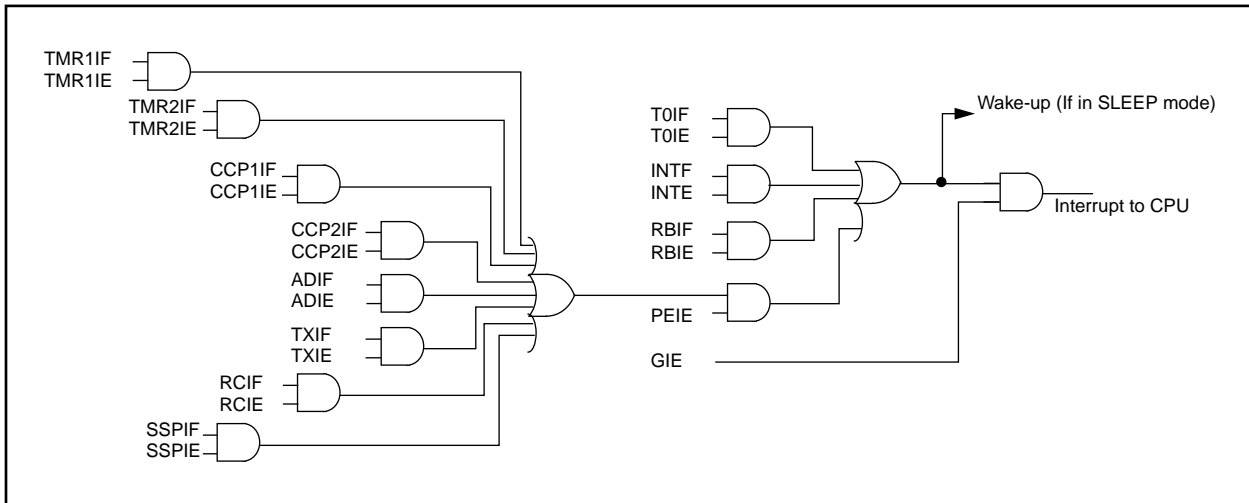 TMR1IF
TMR1IE
TMR2IF
TMR2IE
CCP1IF
CCP1IE
CCP2IF
CCP2IE
ADIF
ADIE
TXIF
TXIE
RCIF
RCIE
SSPIF
SSPIE
T0IF
T0IE
INTF
INTE
RBIF
RBIE
PEIE
GIE
Wake-up (If in SLEEP mode)
Interrupt to CPU